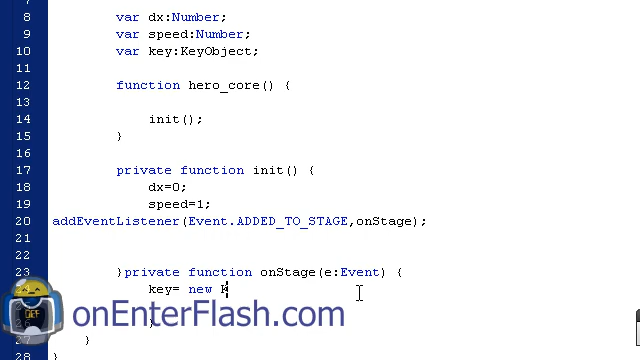 7
8 var dx:Number;
9 var speed:Number;
10 var key:KeyObject;
11
12 function hero_core() {
13
14 init();
15 }
16
17 private function init() {
18 dx=0;
19 speed=1;
20 addEventListener(Event.ADDED_TO_STAGE,onStage);
21
22
23 }private function onStage(e:Event) {
key= new K
onEnterFlash.com
}
}
28 }